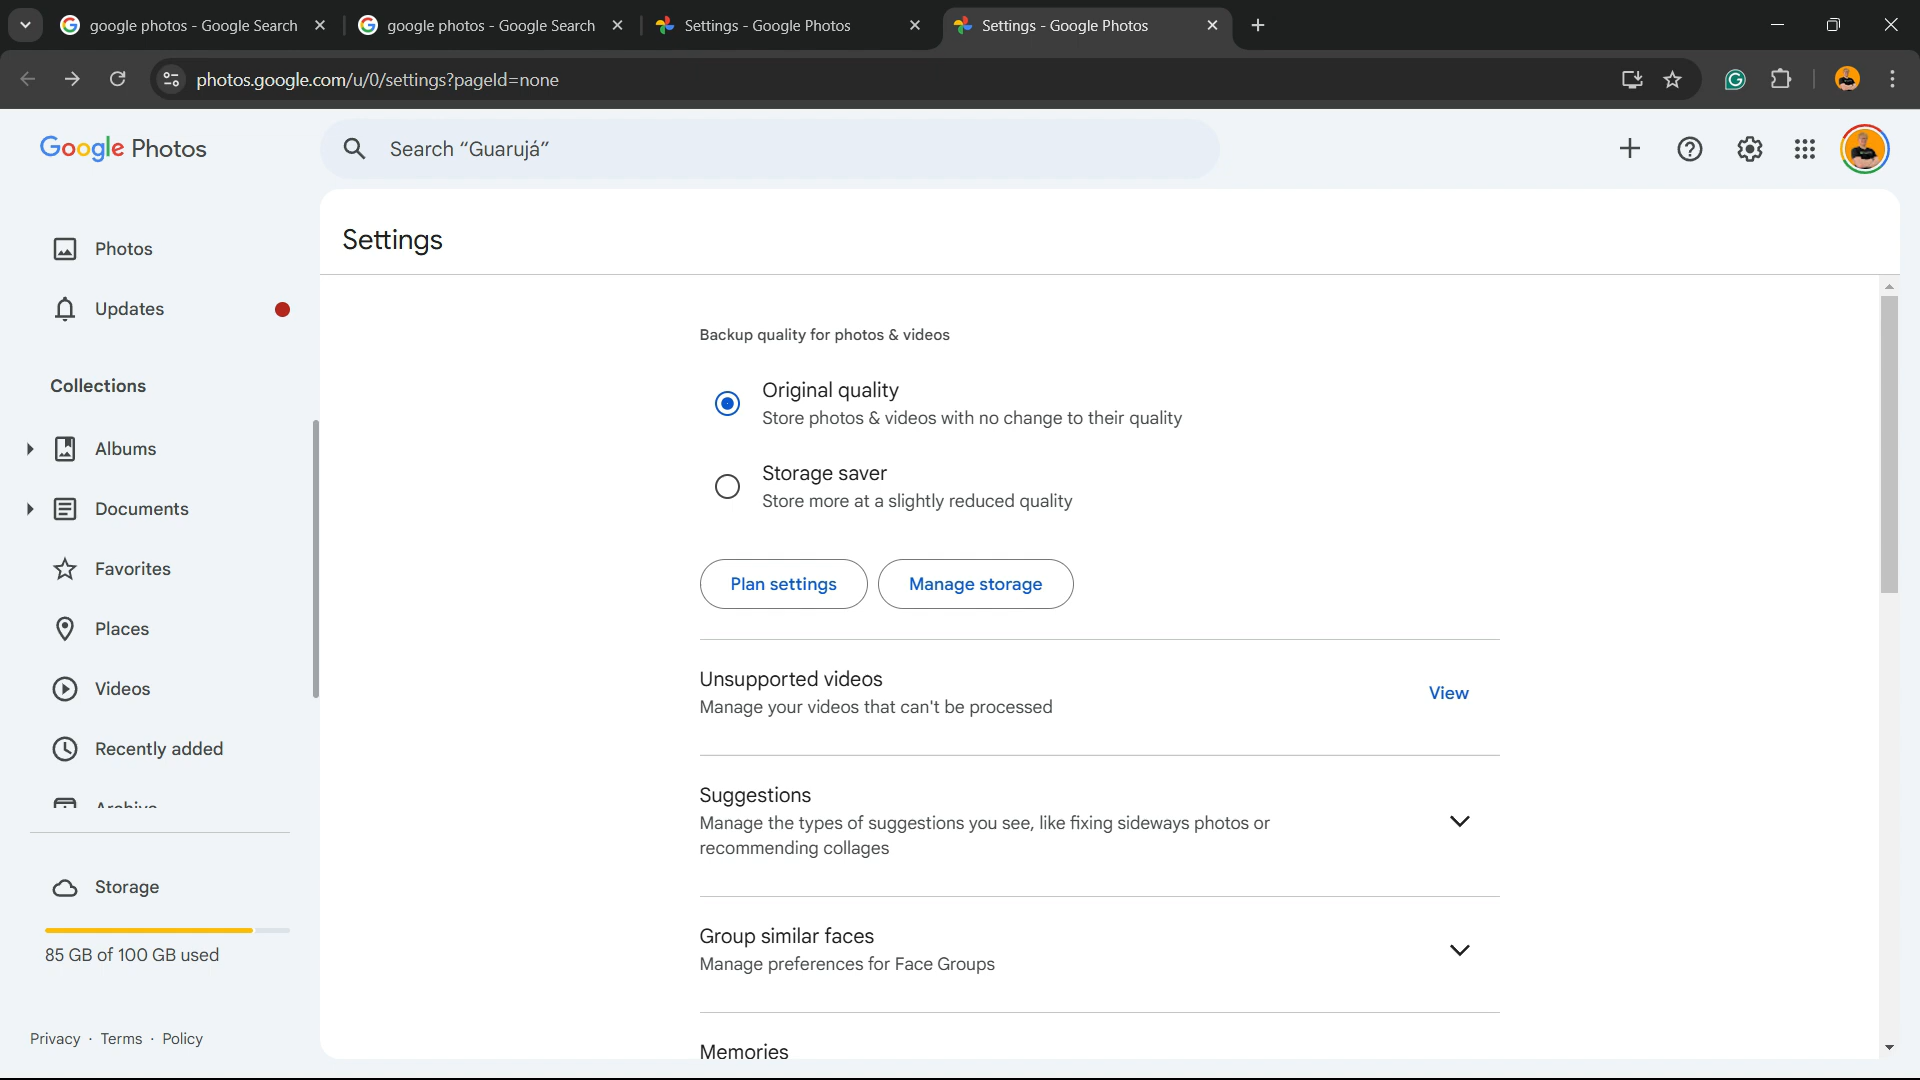 google photos - Google Search
google photos - Google Search
Settings - Google Photos
Settings - Google Photos
photos.google.com/u/0/settings?pageId=none
Google Photos
Search “Guarujá”
Settings
Photos
Updates
Collections
Albums
Documents
Favorites
Places
Videos
Recently added
Archive
Storage
85 GB of 100 GB used
Privacy · Terms · Policy
Backup quality for photos & videos
Original quality
Store photos & videos with no change to their quality
Storage saver
Store more at a slightly reduced quality
Plan settings
Manage storage
Unsupported videos
Manage your videos that can't be processed
View
Suggestions
Manage the types of suggestions you see, like fixing sideways photos or
recommending collages
Group similar faces
Manage preferences for Face Groups
Memories